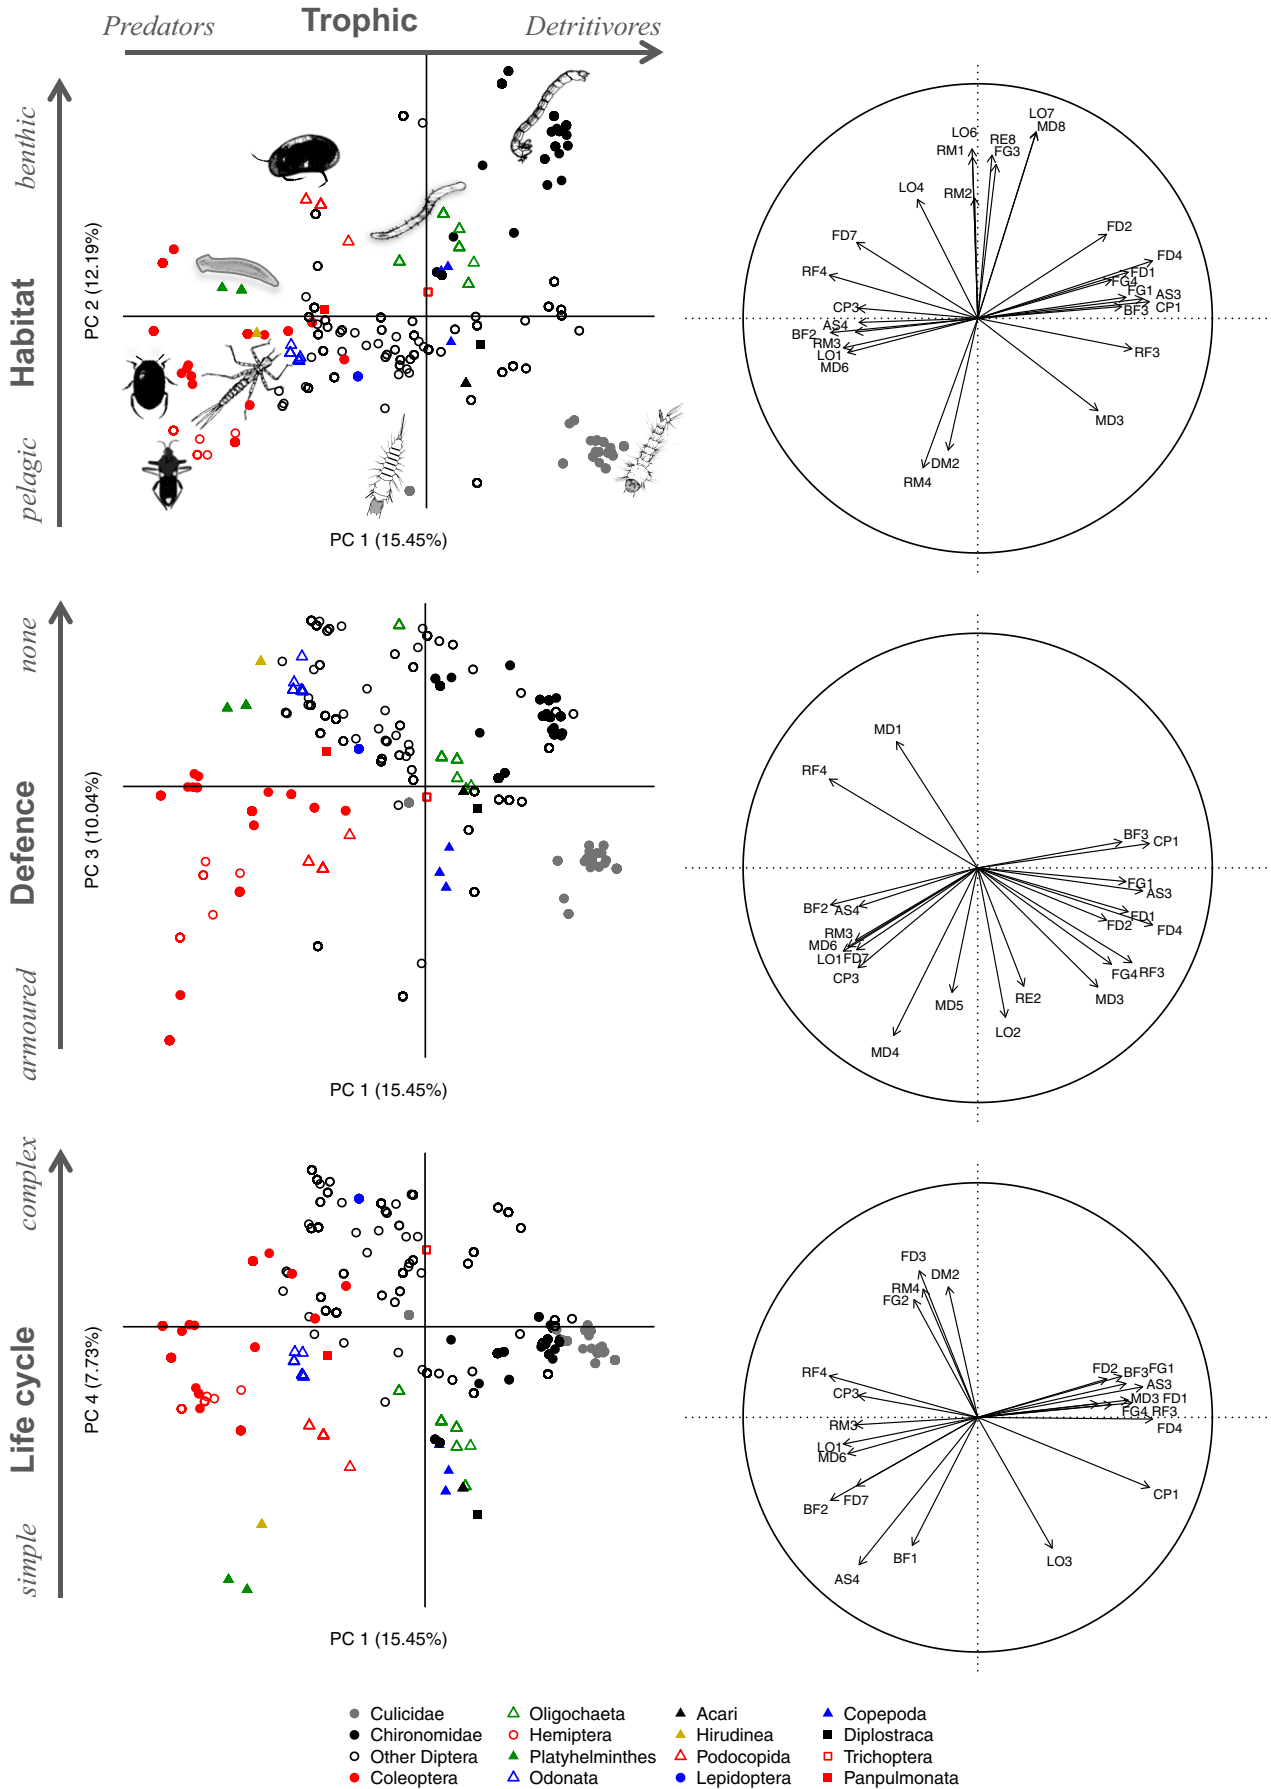 Predators Trophic Detritivores
Habitat
pelagic benthic
PC 2 (12.19%)
PC 1 (15.45%)
LO7
MD8
LO6
RE8
RM1
FG3
LO4
RM2
FD7
FD2
RF4
FD4
FD1
FG4
CP3
FG1
AS3
BF3
CP1
AS4
BF2
RM3
LO1
MD6
RF3
MD3
DM2
RM4
Defence
armoured none
PC 3 (10.04%)
PC 1 (15.45%)
MD1
RF4
BF3
CP1
FG1
AS3
BF2
AS4
FD1
FD2
FD4
RM3
MD6
LO1
FD7
CP3
FG4
RF3
MD5
RE2
MD3
LO2
MD4
Life cycle
simple complex
PC 4 (7.73%)
PC 1 (15.45%)
FD3
DM2
RM4
FG2
RF4
CP3
FD2
BF3
FG1
AS3
MD3
FD1
FG4
RF3
FD4
RM3
LO1
MD6
BF2
FD7
CP1
BF1
LO3
AS4
Culicidae Oligochaeta Acari Copepoda
Chironomidae Hemiptera Hirudinea Diplostraca
Other Diptera Platyhelminthes Podocopida Trichoptera
Coleoptera Odonata Lepidoptera Panpulmonata